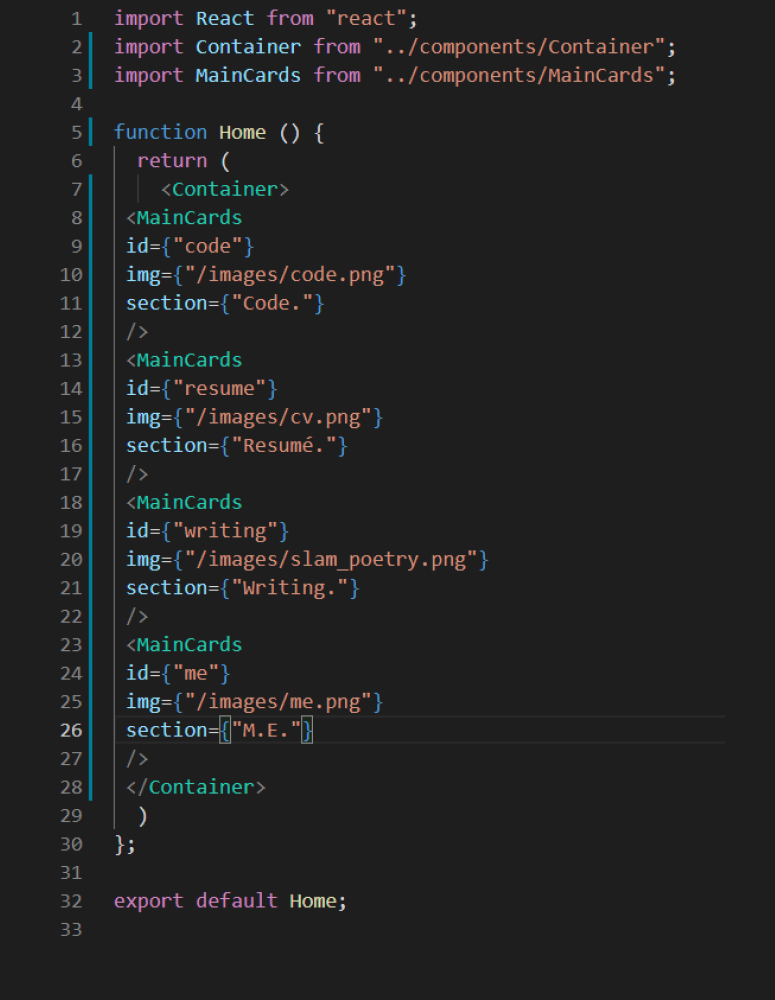 1 import React from "react";
2 import Container from "../components/Container";
3 import MainCards from "../components/MainCards";
4
5 function Home () {
6 return (
7 <Container>
8 <MainCards
9 id={"code"}
10 img={"/images/code.png"}
11 section={"Code."}
12 />
13 <MainCards
14 id={"resume"}
15 img={"/images/cv.png"}
16 section={"Resumé."}
17 />
18 <MainCards
19 id={"writing"}
20 img={"/images/slam_poetry.png"}
21 section={"Writing."}
22 />
23 <MainCards
24 id={"me"}
25 img={"/images/me.png"}
26 section={"M.E."}
27 />
28 </Container>
29 )
30 };
31
32 export default Home;
33